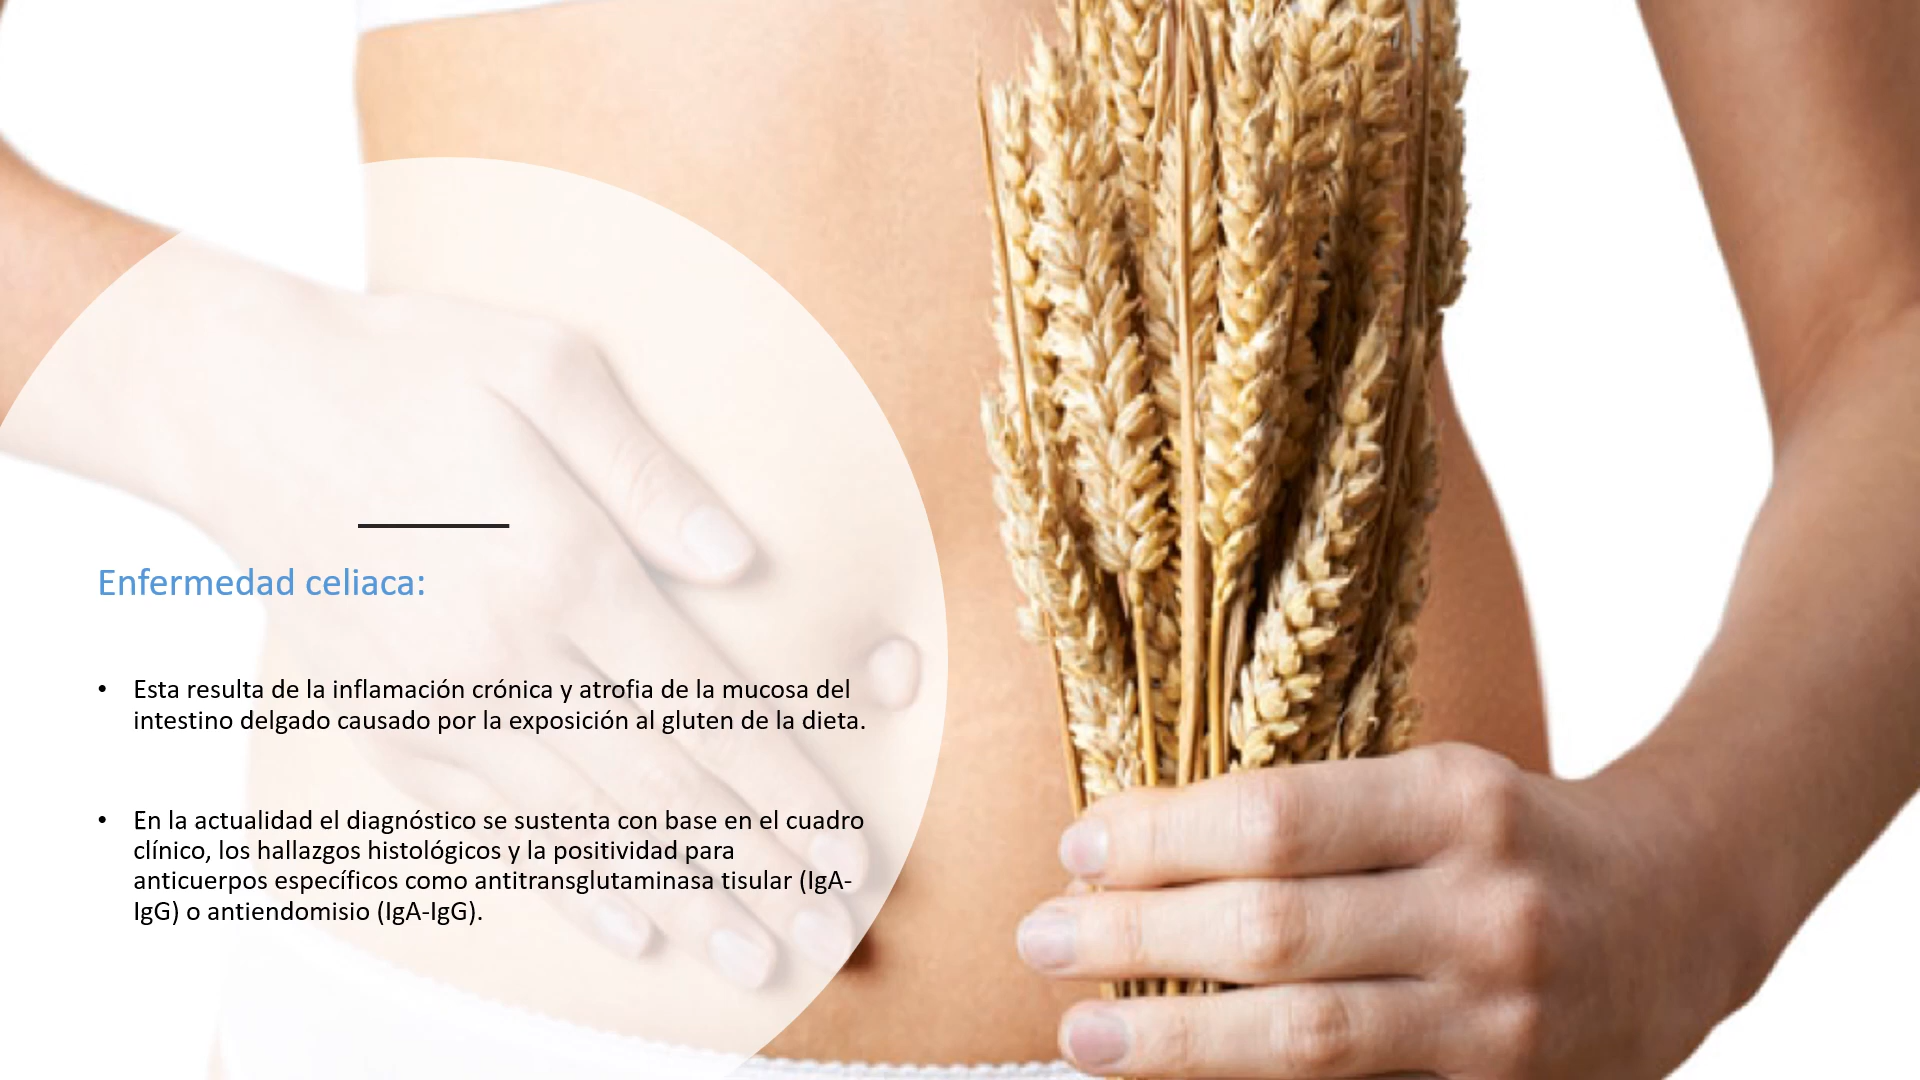 Enfermedad celiaca:
• Esta resulta de la inflamación crónica y atrofia de la mucosa del
intestino delgado causado por la exposición al gluten de la dieta.
• En la actualidad el diagnóstico se sustenta con base en el cuadro
clínico, los hallazgos histológicos y la positividad para
anticuerpos específicos como antitransglutaminasa tisular (IgA-
IgG) o antiendomisio (IgA-IgG).